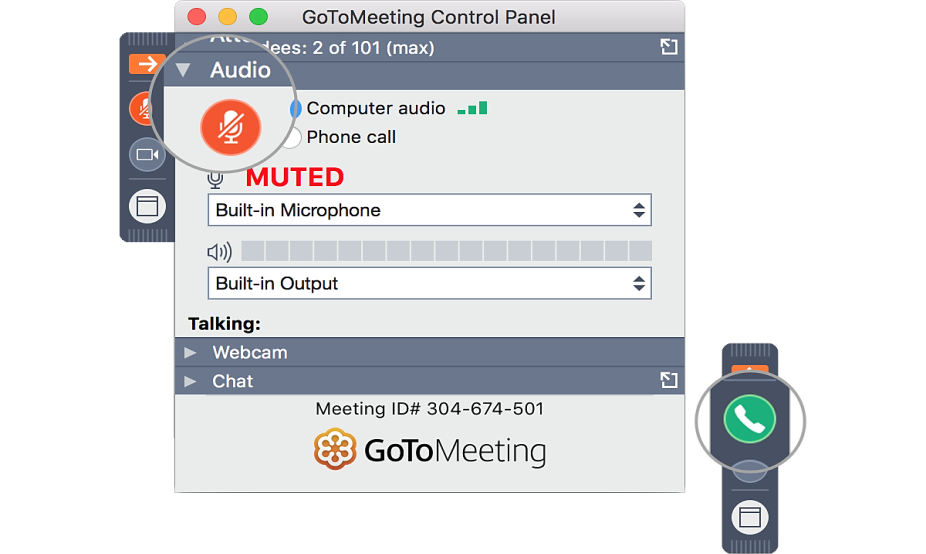 GoToMeeting Control Panel
Attendees: 2 of 101 (max)
Audio
Computer audio
Phone call
MUTED
Built-in Microphone
Built-in Output
Talking:
Webcam
Chat
Meeting ID# 304-674-501
GoToMeeting